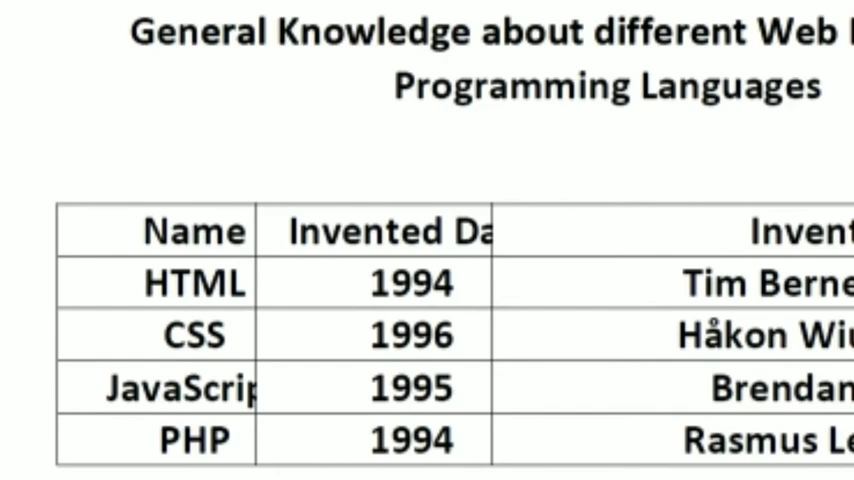 General Knowledge about different Web
Programming Languages
Name Invented Da Invent
HTML 1994 Tim Berne
CSS 1996 Håkon Wiu
JavaScrip 1995 Brendan
PHP 1994 Rasmus Le